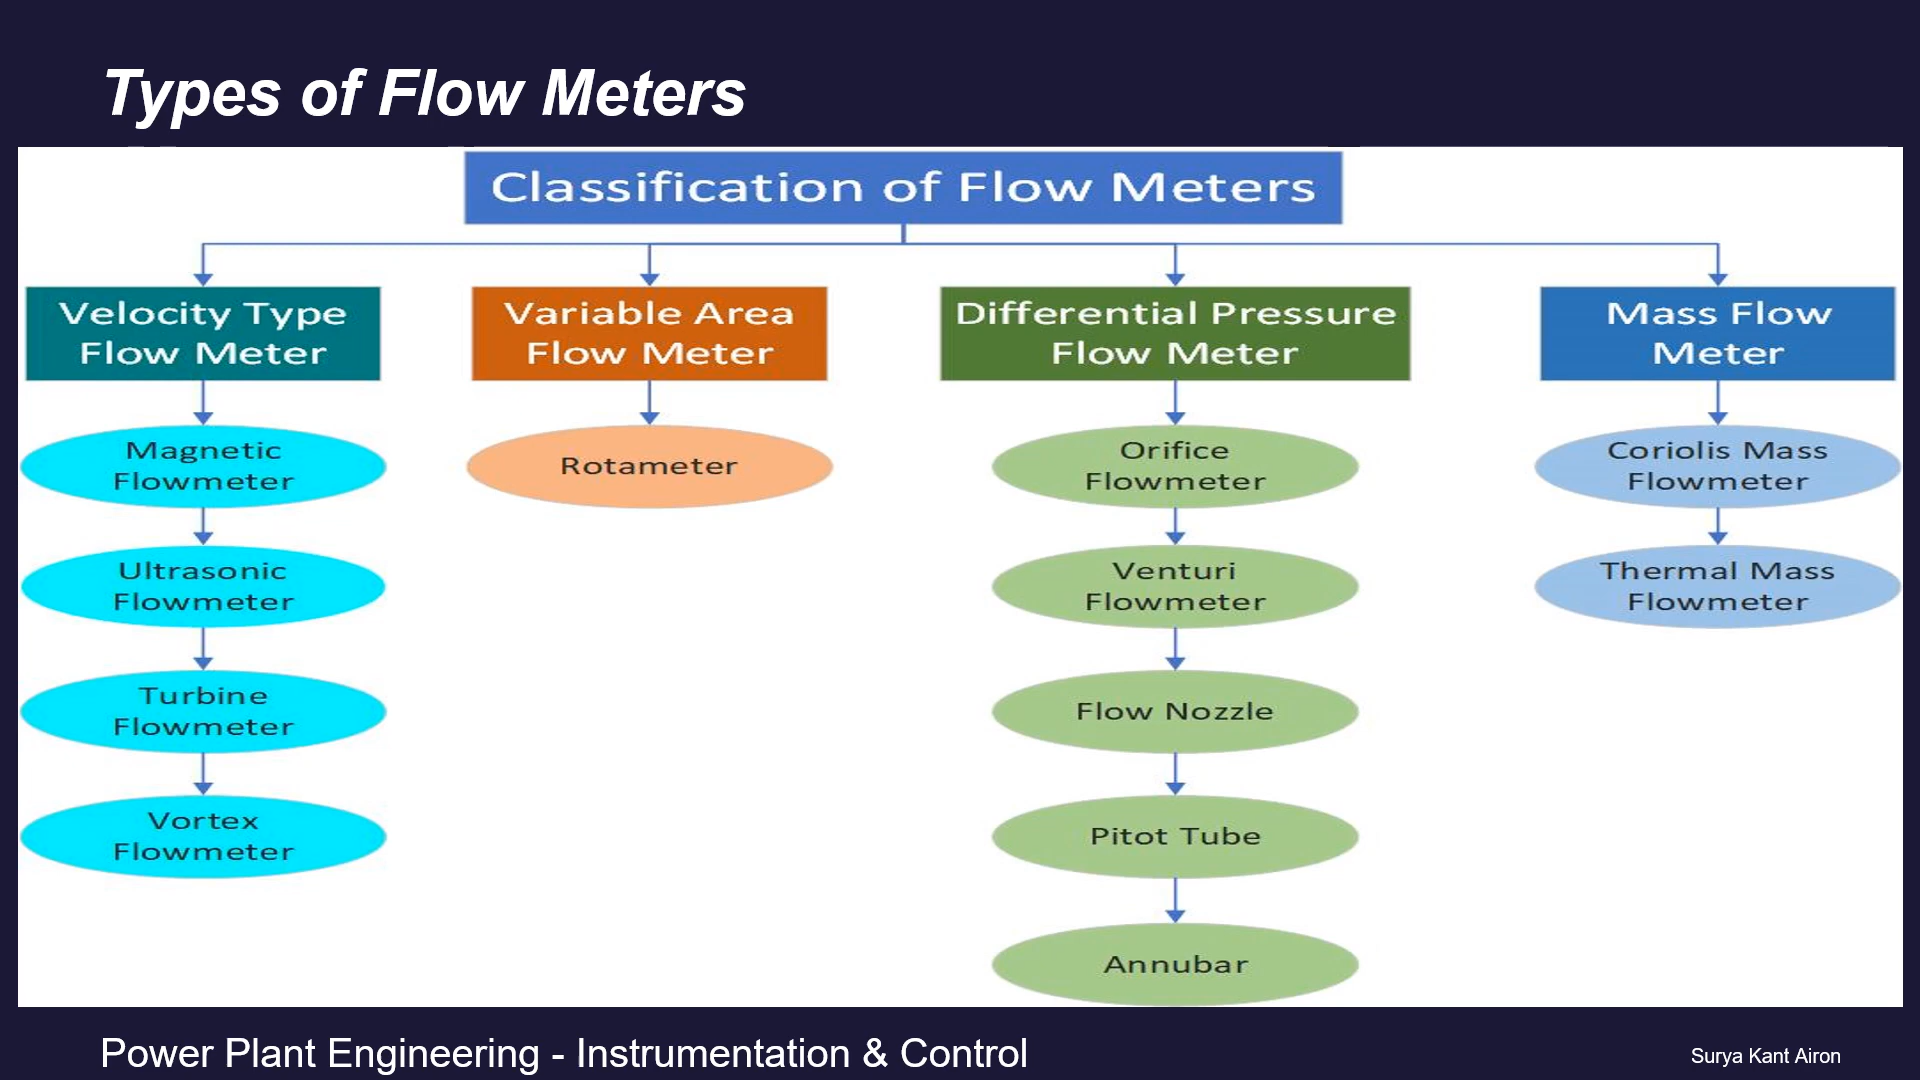 Types of Flow Meters
Classification of Flow Meters
Velocity Type
Flow Meter
Magnetic
Flowmeter
Ultrasonic
Flowmeter
Turbine
Flowmeter
Vortex
Flowmeter
Variable Area
Flow Meter
Rotameter
Differential Pressure
Flow Meter
Orifice
Flowmeter
Venturi
Flowmeter
Flow Nozzle
Pitot Tube
Annubar
Mass Flow
Meter
Coriolis Mass
Flowmeter
Thermal Mass
Flowmeter
Power Plant Engineering - Instrumentation & Control
Surya Kant Airon